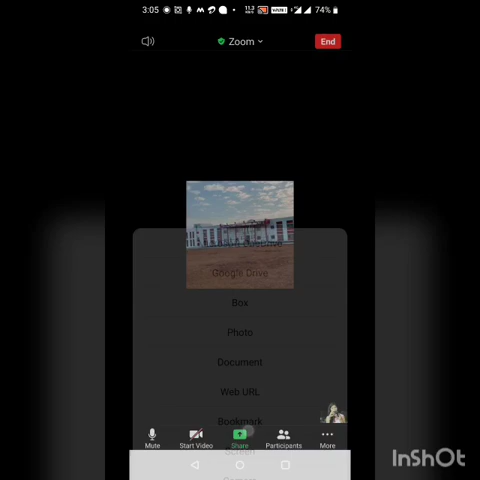 3:05
74%
Zoom
End
Google Drive
Box
Photo
Document
Web URL
Bookmark
Screen
Mute
Start Video
Share
Participants
More
InShOt